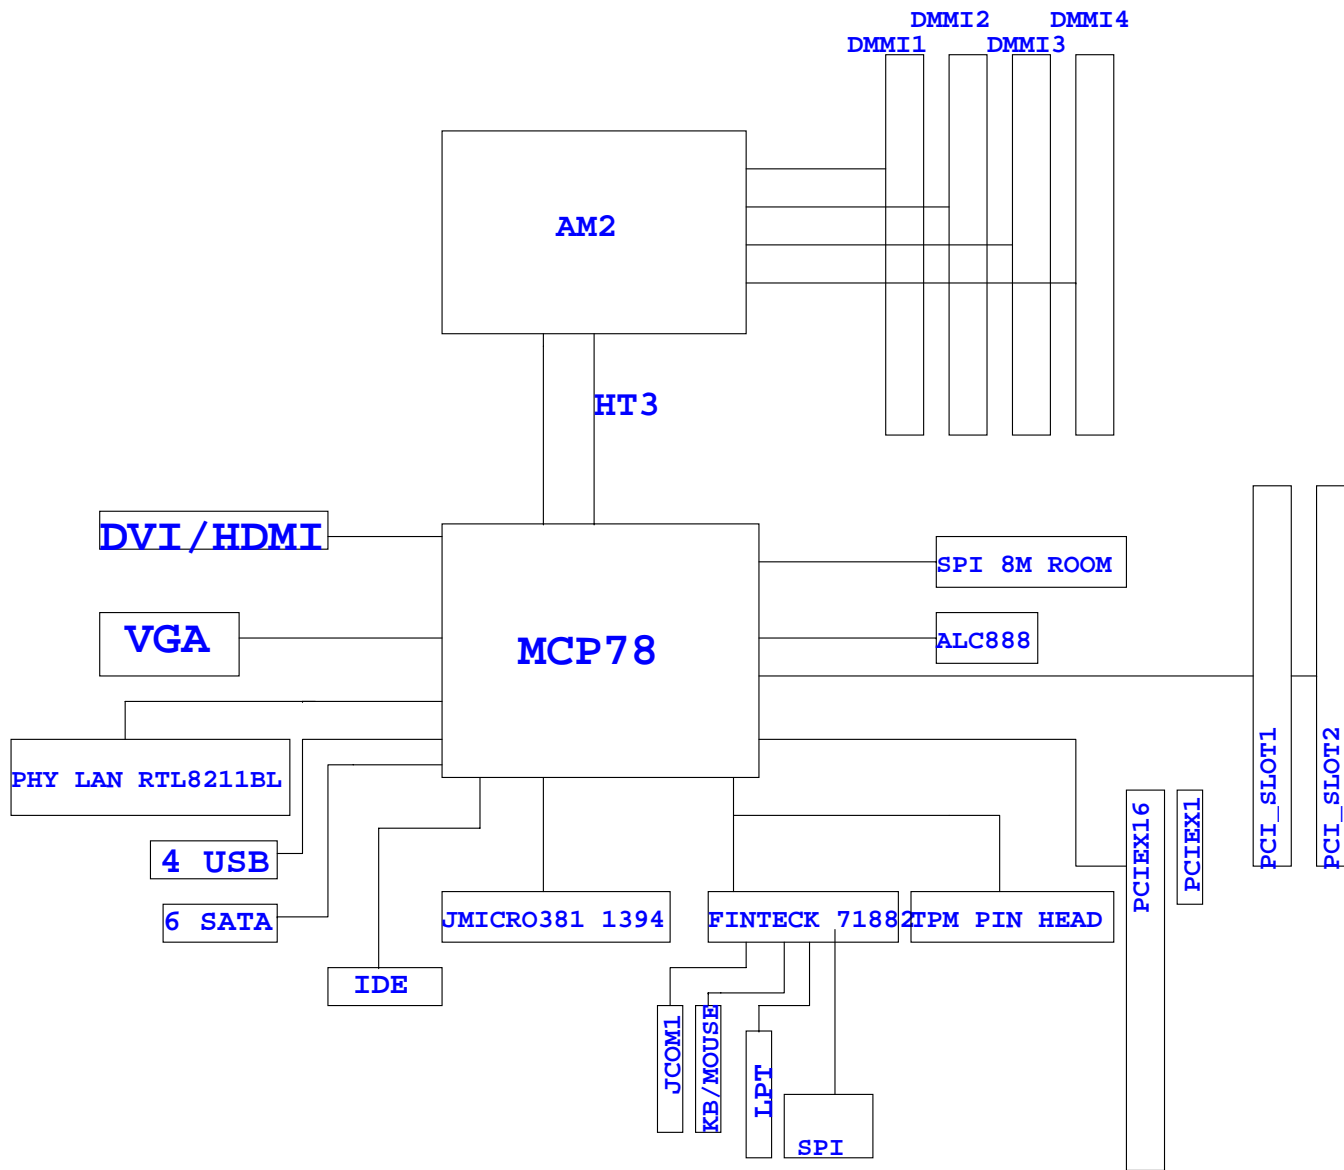 DMMI2 DMMI4
DMMI1 DMMI3
AM2
HT3
DVI/HDMI
SPI 8M ROOM
VGA
MCP78
ALC888
PHY LAN RTL8211BL
PCI_SLOT1
PCI_SLOT2
PCIEX16
PCIEX1
4 USB
6 SATA
JMICRO381 1394
FINTECK 71882
TPM PIN HEAD
IDE
JCOM1
KB/MOUSE
LPT
SPI